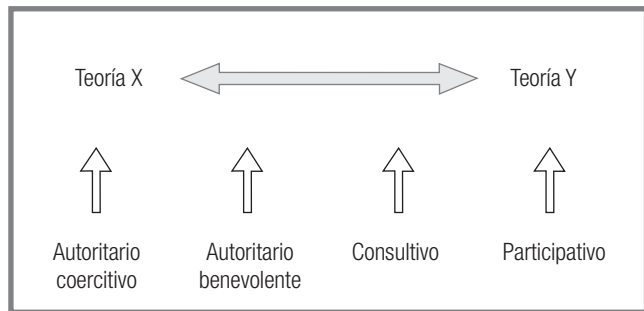 Teoría X Teoría Y
Autoritario Autoritario Consultivo Participativo
coercitivo benevolente